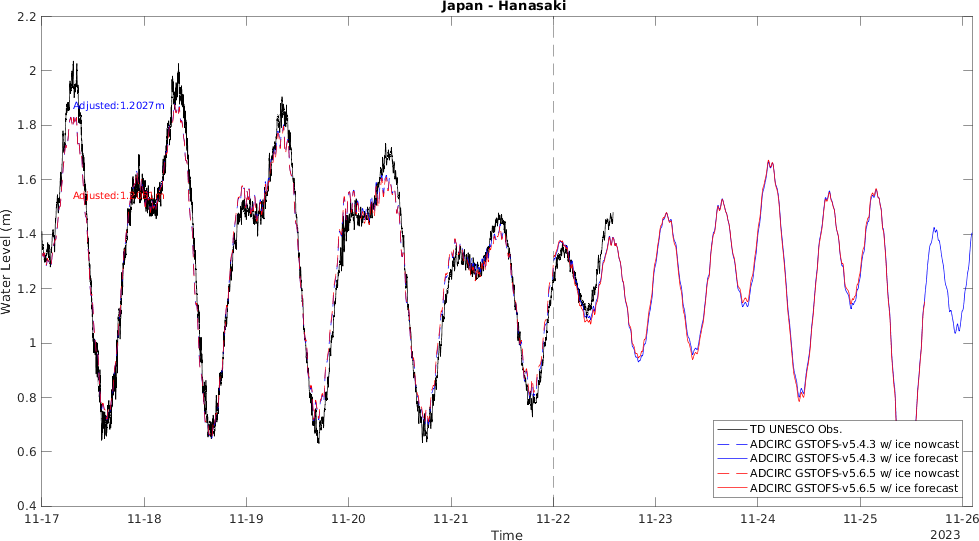 Japan - Hanasaki
2.2
2
1.8
1.6
1.4
1.2
1
0.8
0.6
0.4
Water Level (m)
Adjusted:1.2027m
TD UNESCO Obs.
ADCIRC GSTOFS-v5.4.3 w/ ice nowcast
ADCIRC GSTOFS-v5.4.3 w/ ice forecast
ADCIRC GSTOFS-v5.6.5 w/ ice nowcast
ADCIRC GSTOFS-v5.6.5 w/ ice forecast
11-17 11-18 11-19 11-20 11-21 11-22 11-23 11-24 11-25 11-26
Time
2023